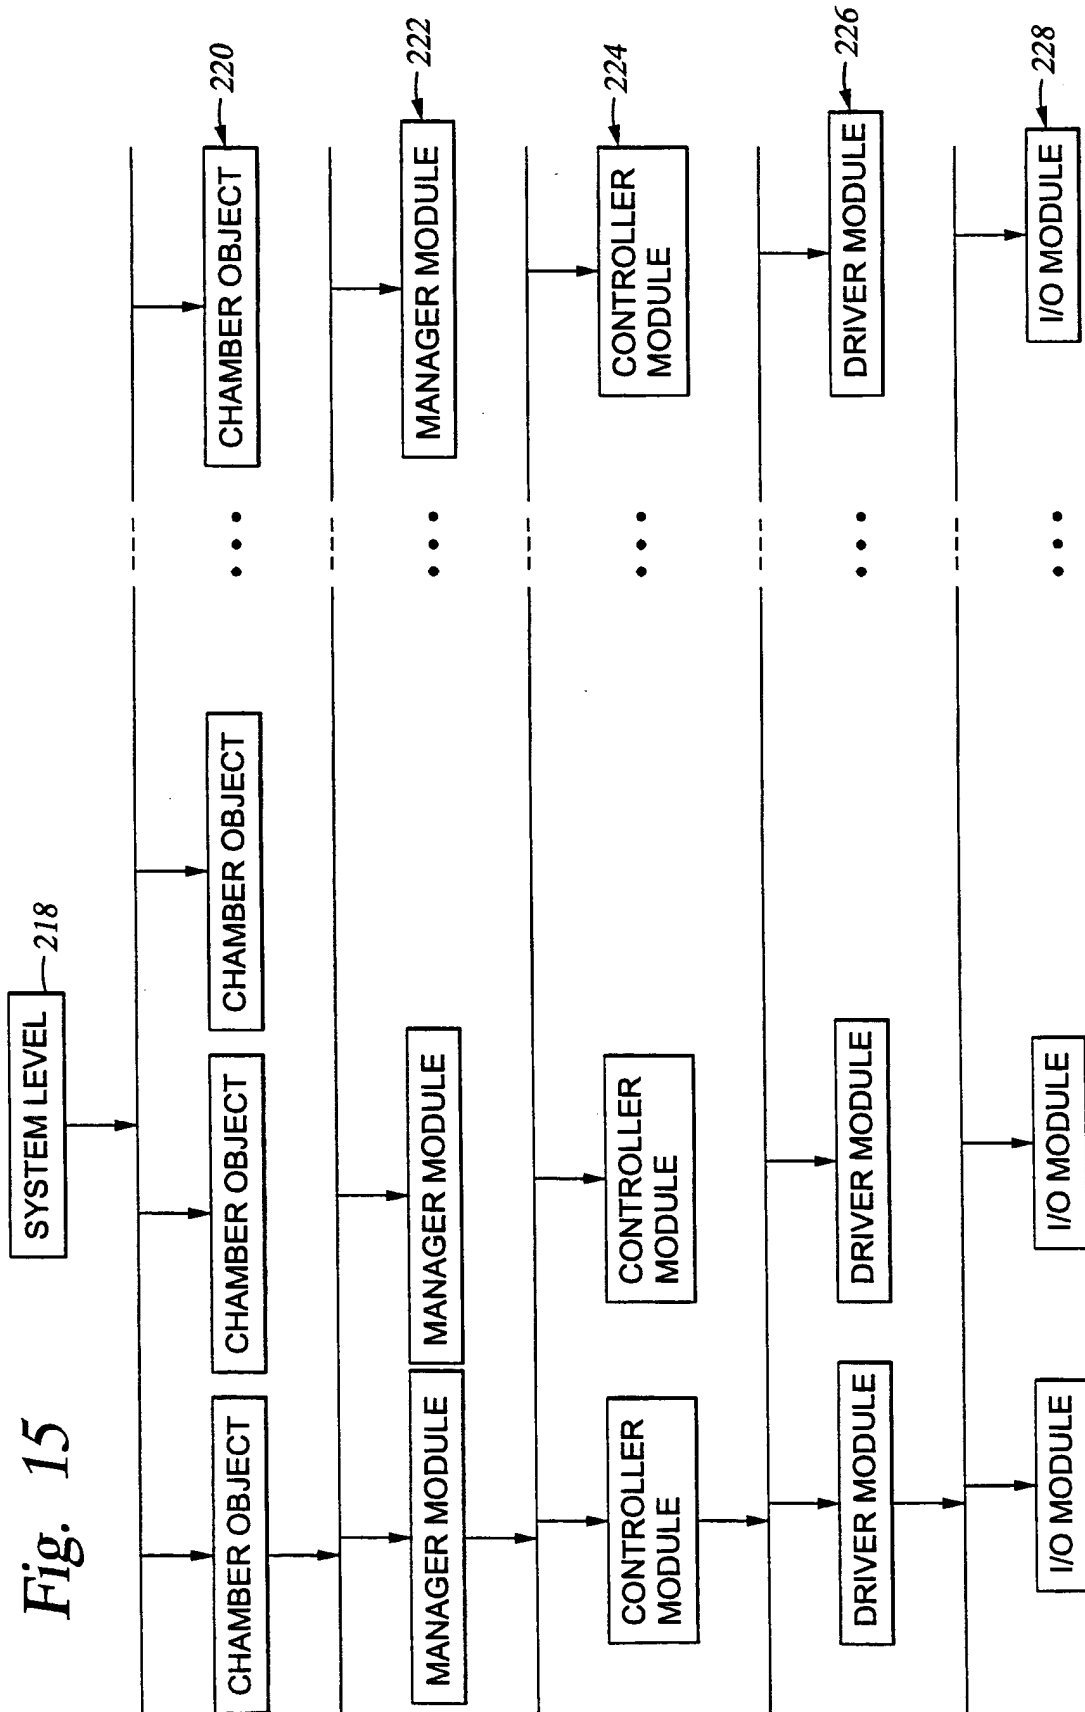 Fig. 15
SYSTEM LEVEL
218
CHAMBER OBJECT
CHAMBER OBJECT
CHAMBER OBJECT
CHAMBER OBJECT
220
MANAGER MODULE
MANAGER MODULE
MANAGER MODULE
222
CONTROLLER
MODULE
CONTROLLER
MODULE
CONTROLLER
MODULE
224
DRIVER MODULE
DRIVER MODULE
DRIVER MODULE
226
I/O MODULE
I/O MODULE
I/O MODULE
228